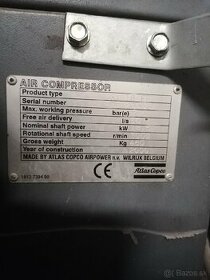 AIR COMPRESSOR
Product type
Serial number
Max. working pressure bar(e)
Free air delivery l/s
Nominal shaft power kW
Rotational shaft speed r/min
Gross weight Kg
Year of construction
MADE BY ATLAS COPCO AIRPOWER n.v. WILRIJK BELGIUM
Atlas Copco
bazos.sk